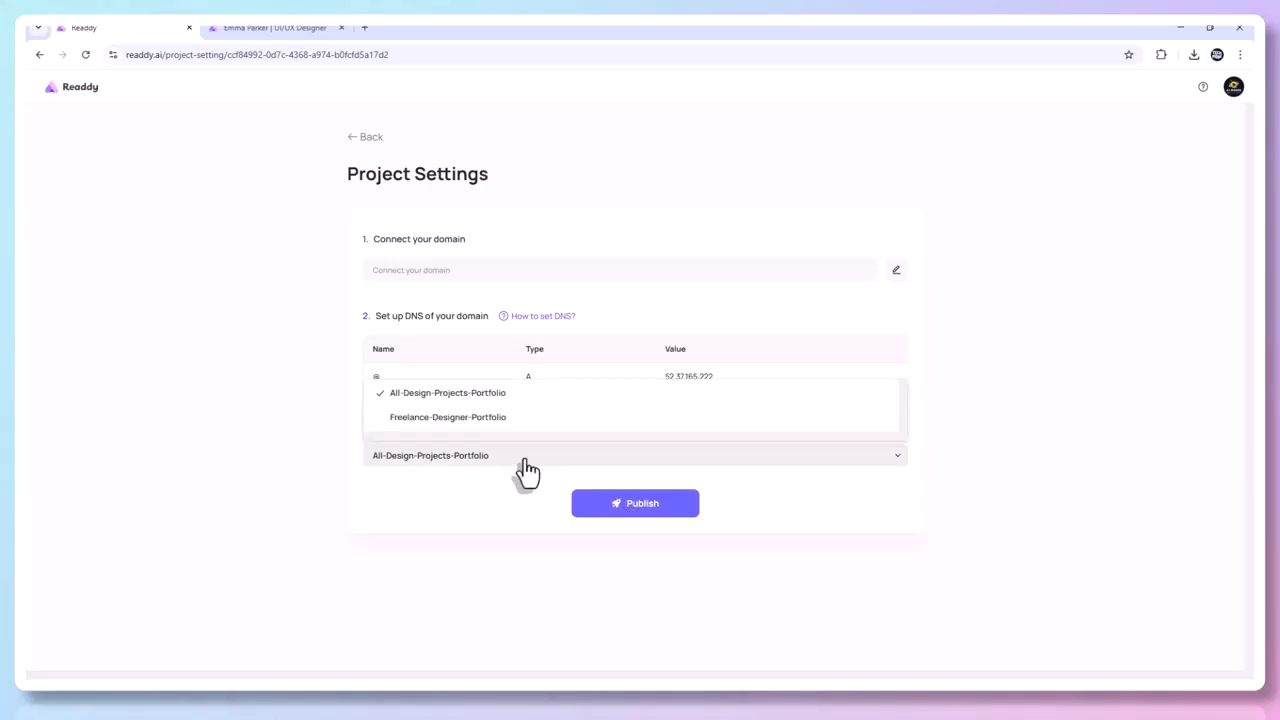 Readdy
Emma Parker | UI/UX Designer
readdy.ai/project-setting/ccf84992-0d7c-4368-a974-b0fcfd5a17d2
Readdy
← Back
Project Settings
1. Connect your domain
Connect your domain
2. Set up DNS of your domain How to set DNS?
Name Type Value
@ A 52.37.165.222
All-Design-Projects-Portfolio
Freelance-Designer-Portfolio
All-Design-Projects-Portfolio
Publish